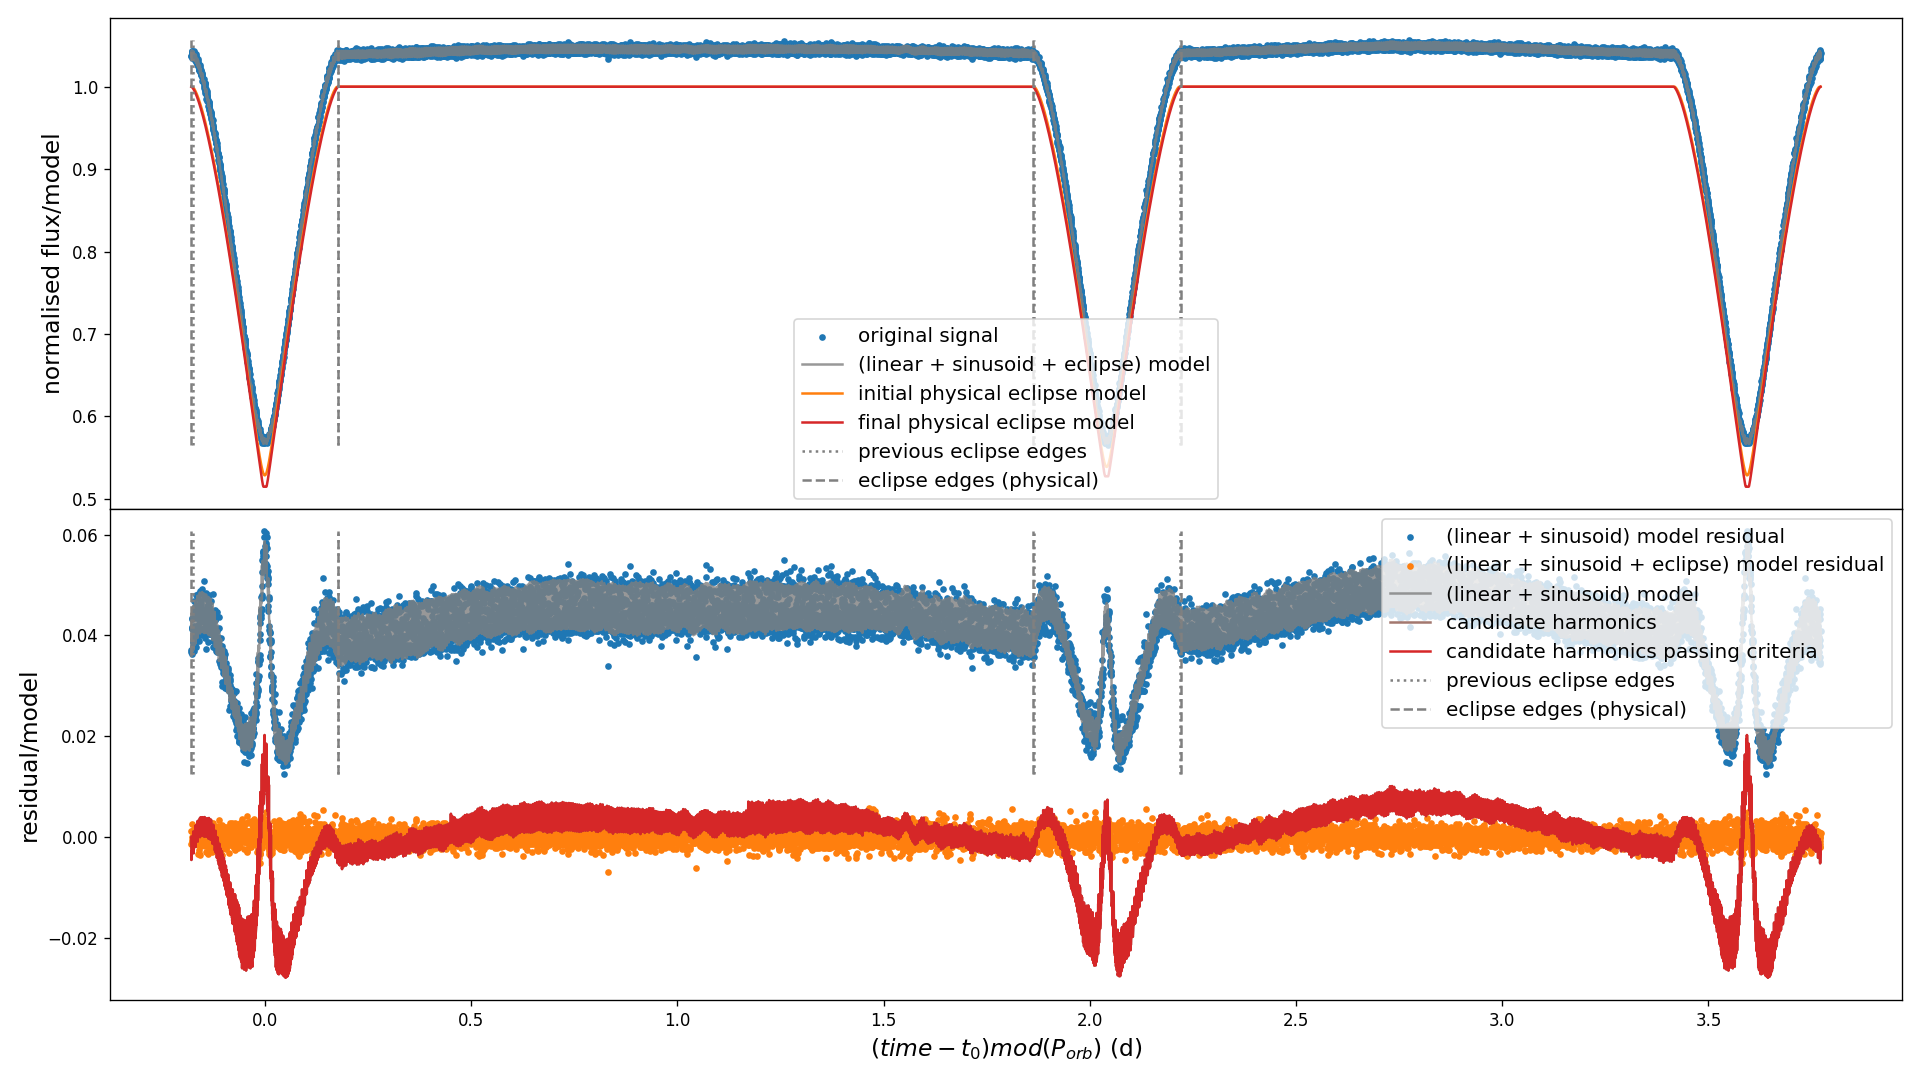 normalised flux/model
1.0
0.9
0.8
0.7
0.6
0.5
original signal
(linear + sinusoid + eclipse) model
initial physical eclipse model
final physical eclipse model
previous eclipse edges
eclipse edges (physical)
residual/model
0.06
0.04
0.02
0.00
−0.02
(linear + sinusoid) model residual
(linear + sinusoid + eclipse) model residual
(linear + sinusoid) model
candidate harmonics
candidate harmonics passing criteria
previous eclipse edges
eclipse edges (physical)
0.0 0.5 1.0 1.5 2.0 2.5 3.0 3.5
(time − t₀)mod(Pₒᵣb) (d)